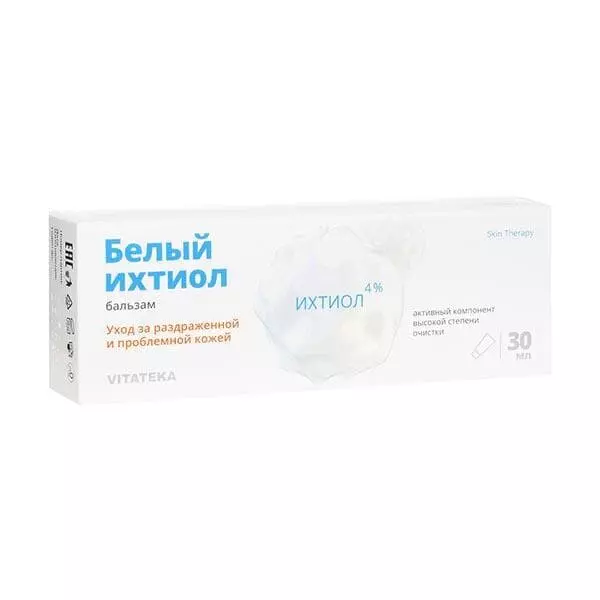 EAC
Белый
ихтиол
бальзам
Уход за раздраженной
и проблемной кожей
VITATEKA
ИХТИОЛ 4%
Skin Therapy
активный компонент
высокой степени
очистки
30
МЛ